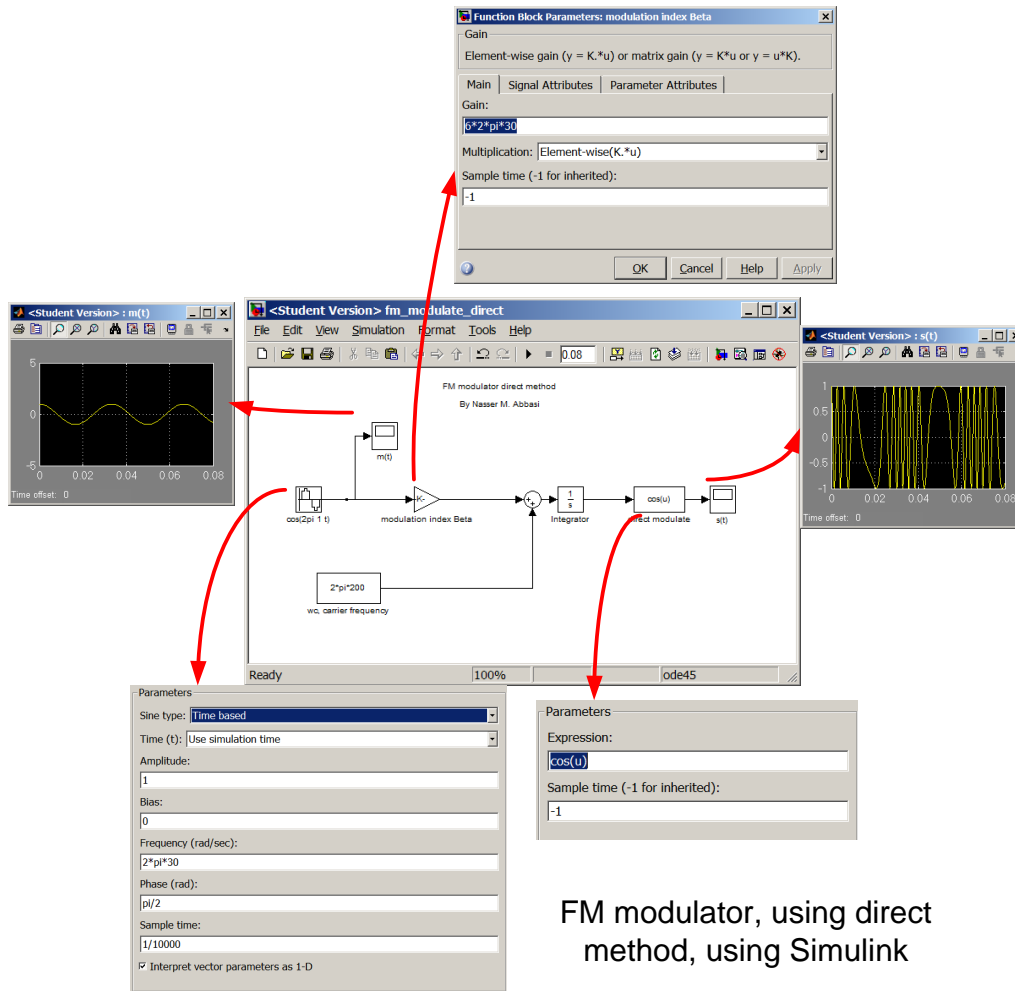 Function Block Parameters: modulation index Beta
Gain
Element-wise gain (y = K.*u) or matrix gain (y = K*u or y = u*K).
Main Signal Attributes Parameter Attributes
Gain:
6*2*pi*30
Multiplication: Element-wise(K.*u)
Sample time (-1 for inherited):
-1
OK Cancel Help Apply
<Student Version> : m(t)
5
0
-5
0 0.02 0.04 0.06 0.08
Time offset: 0
<Student Version> fm_modulate_direct
File Edit View Simulation Format Tools Help
0.08
FM modulator direct method
By Nasser M. Abbasi
m(t)
cos(2pi 1 t)
-K-
modulation index Beta
1
s
Integrator
cos(u)
direct modulate
s(t)
2*pi*200
wc, carrier frequency
Ready 100% ode45
<Student Version> : s(t)
1
0.5
0
-0.5
-1
0 0.02 0.04 0.06 0.08
Time offset: 0
Parameters
Sine type: Time based
Time (t): Use simulation time
Amplitude:
1
Bias:
0
Frequency (rad/sec):
2*pi*30
Phase (rad):
pi/2
Sample time:
1/10000
Interpret vector parameters as 1-D
Parameters
Expression:
cos(u)
Sample time (-1 for inherited):
-1
FM modulator, using direct
method, using Simulink